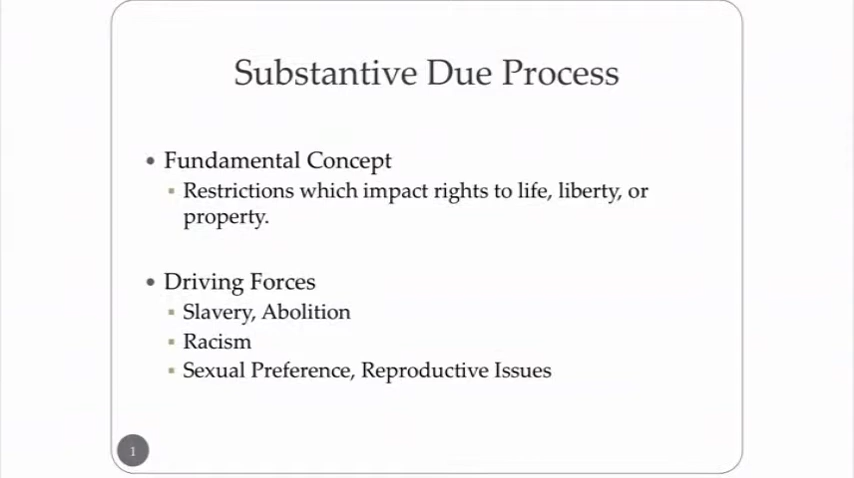 Substantive Due Process
• Fundamental Concept
▪ Restrictions which impact rights to life, liberty, or
property.
• Driving Forces
▪ Slavery, Abolition
▪ Racism
▪ Sexual Preference, Reproductive Issues
1